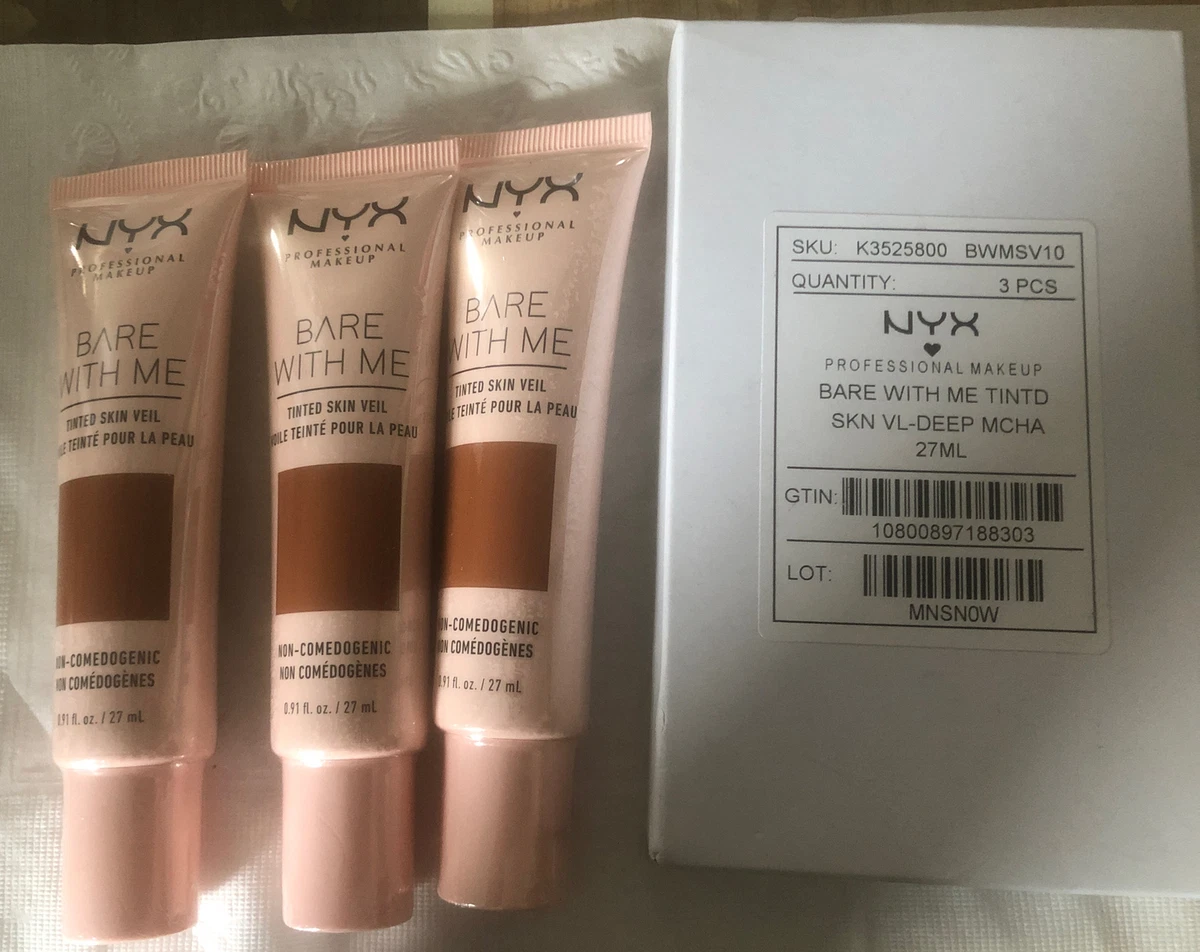 NYX
PROFESSIONAL
MAKEUP
BARE
WITH ME
TINTED SKIN VEIL
TEINTÉ POUR LA PEAU
NON-COMEDOGENIC
NON COMÉDOGÈNES
0.91 fl. oz. / 27 mL
NYX
PROFESSIONAL
MAKEUP
BARE
WITH ME
TINTED SKIN VEIL
VOILE TEINTÉ POUR LA PEAU
NON-COMEDOGENIC
NON COMÉDOGÈNES
0.91 fl. oz. / 27 mL
NYX
PROFESSIONAL
MAKEUP
BARE
WITH ME
TINTED SKIN VEIL
TEINTÉ POUR LA PEAU
NON-COMEDOGENIC
NON COMÉDOGÈNES
0.91 fl. oz. / 27 mL
SKU: K3525800 BWMSV10
QUANTITY: 3 PCS
NYX
PROFESSIONAL MAKEUP
BARE WITH ME TINTD
SKN VL-DEEP MCHA
27ML
GTIN:
10800897188303
LOT:
MNSN0W